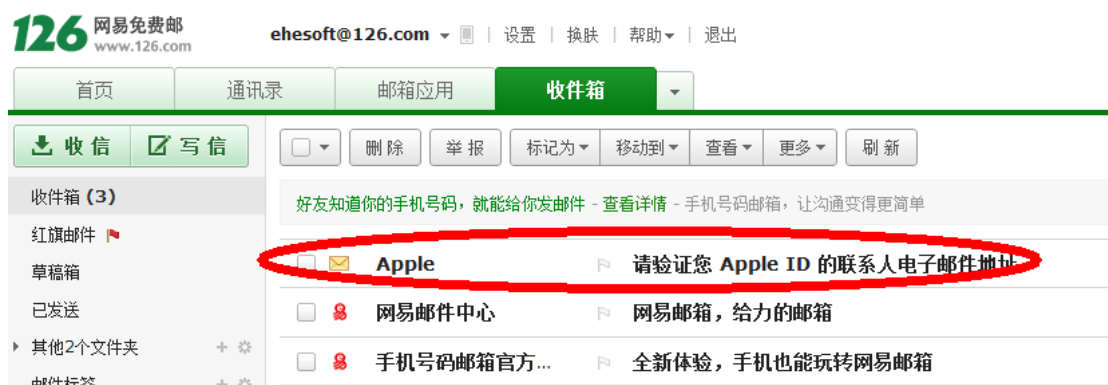 126 网易免费邮
www.126.com
ehesoft@126.com | 设置 | 换肤 | 帮助 | 退出
首页 通讯录 邮箱应用 收件箱
收信 写信
删除 举报 标记为 移动到 查看 更多 刷新
收件箱 (3)
好友知道你的手机号码，就能给你发邮件 - 查看详情 - 手机号码邮箱，让沟通变得更简单
红旗邮件
Apple 请验证您 Apple ID 的联系人电子邮件地址
草稿箱
已发送
网易邮件中心 网易邮箱，给力的邮箱
其他2个文件夹
手机号码邮箱官方... 全新体验，手机也能玩转网易邮箱
邮件标签